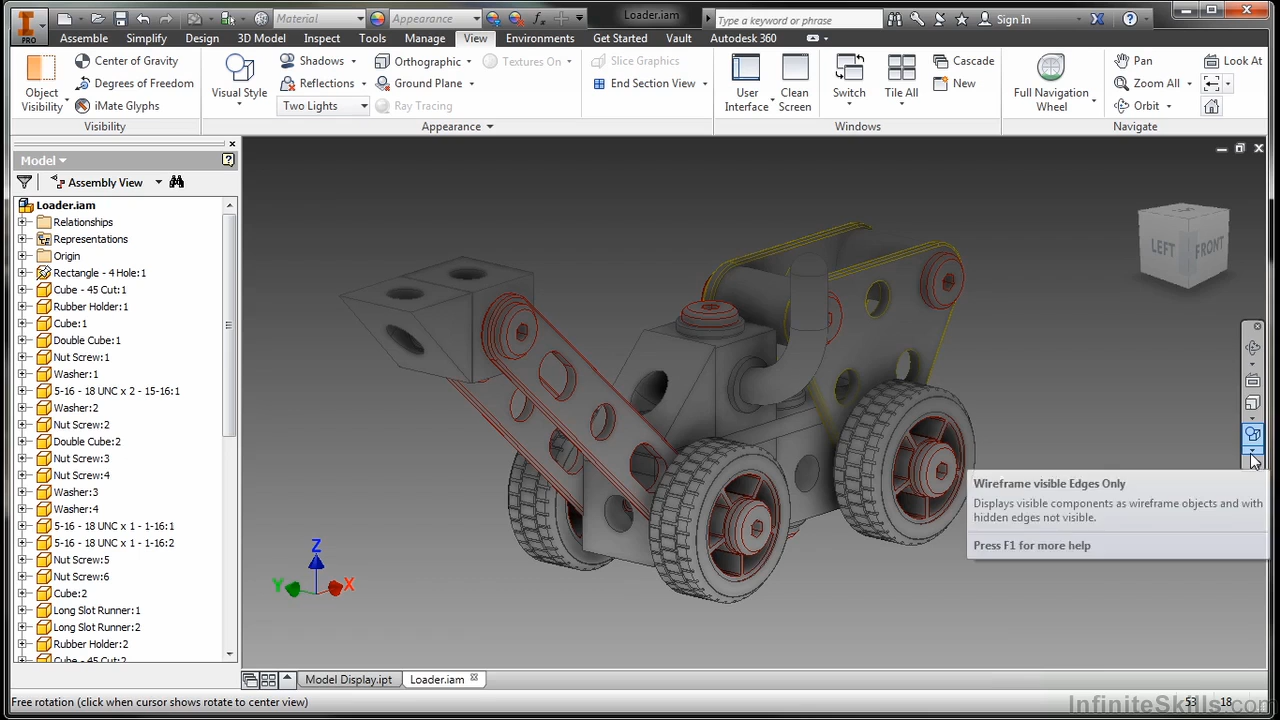 Material
Appearance
Loader.iam
Type a keyword or phrase
Sign In
PRO
Assemble
Simplify
Design
3D Model
Inspect
Tools
Manage
View
Environments
Get Started
Vault
Autodesk 360
Object
Visibility
Center of Gravity
Degrees of Freedom
iMate Glyphs
Visibility
Visual Style
Shadows
Reflections
Two Lights
Orthographic
Ground Plane
Ray Tracing
Textures On
Slice Graphics
End Section View
Appearance
User
Interface
Clean
Screen
Switch
Tile All
Cascade
New
Windows
Full Navigation
Wheel
Pan
Zoom All
Orbit
Look At
Navigate
Model
Assembly View
Loader.iam
Relationships
Representations
Origin
Rectangle - 4 Hole:1
Cube - 45 Cut:1
Rubber Holder:1
Cube:1
Double Cube:1
Nut Screw:1
Washer:1
5-16 - 18 UNC x 2 - 15-16:1
Washer:2
Nut Screw:2
Double Cube:2
Nut Screw:3
Nut Screw:4
Washer:3
Washer:4
5-16 - 18 UNC x 1 - 1-16:1
5-16 - 18 UNC x 1 - 1-16:2
Nut Screw:5
Nut Screw:6
Cube:2
Long Slot Runner:1
Long Slot Runner:2
Rubber Holder:2
Cube - 45 Cut:2
LEFT
FRONT
Z
Y
X
Wireframe visible Edges Only
Displays visible components as wireframe objects and with
hidden edges not visible.
Press F1 for more help
Model Display.ipt
Loader.iam
Free rotation (click when cursor shows rotate to center view)
53
18
InfiniteSkills.com